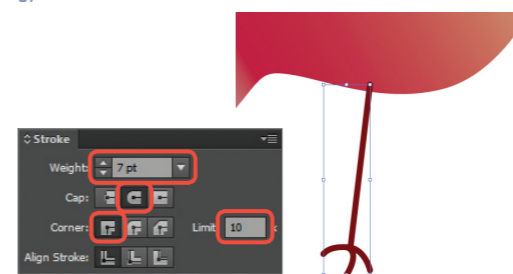 Stroke
Weight: 7 pt
Cap:
Corner: Limit 10 x
Align Stroke: